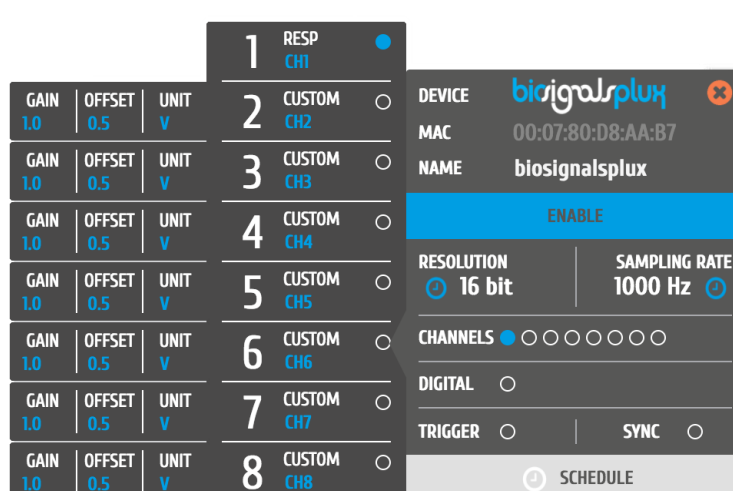 1 RESP
CH1
GAIN OFFSET UNIT 2 CUSTOM
1.0 0.5 V CH2
GAIN OFFSET UNIT 3 CUSTOM
1.0 0.5 V CH3
GAIN OFFSET UNIT 4 CUSTOM
1.0 0.5 V CH4
GAIN OFFSET UNIT 5 CUSTOM
1.0 0.5 V CH5
GAIN OFFSET UNIT 6 CUSTOM
1.0 0.5 V CH6
GAIN OFFSET UNIT 7 CUSTOM
1.0 0.5 V CH7
GAIN OFFSET UNIT 8 CUSTOM
1.0 0.5 V CH8
DEVICE biosignalsplux
MAC 00:07:80:D8:AA:B7
NAME biosignalsplux
ENABLE
RESOLUTION SAMPLING RATE
16 bit 1000 Hz
CHANNELS
DIGITAL
TRIGGER SYNC
SCHEDULE